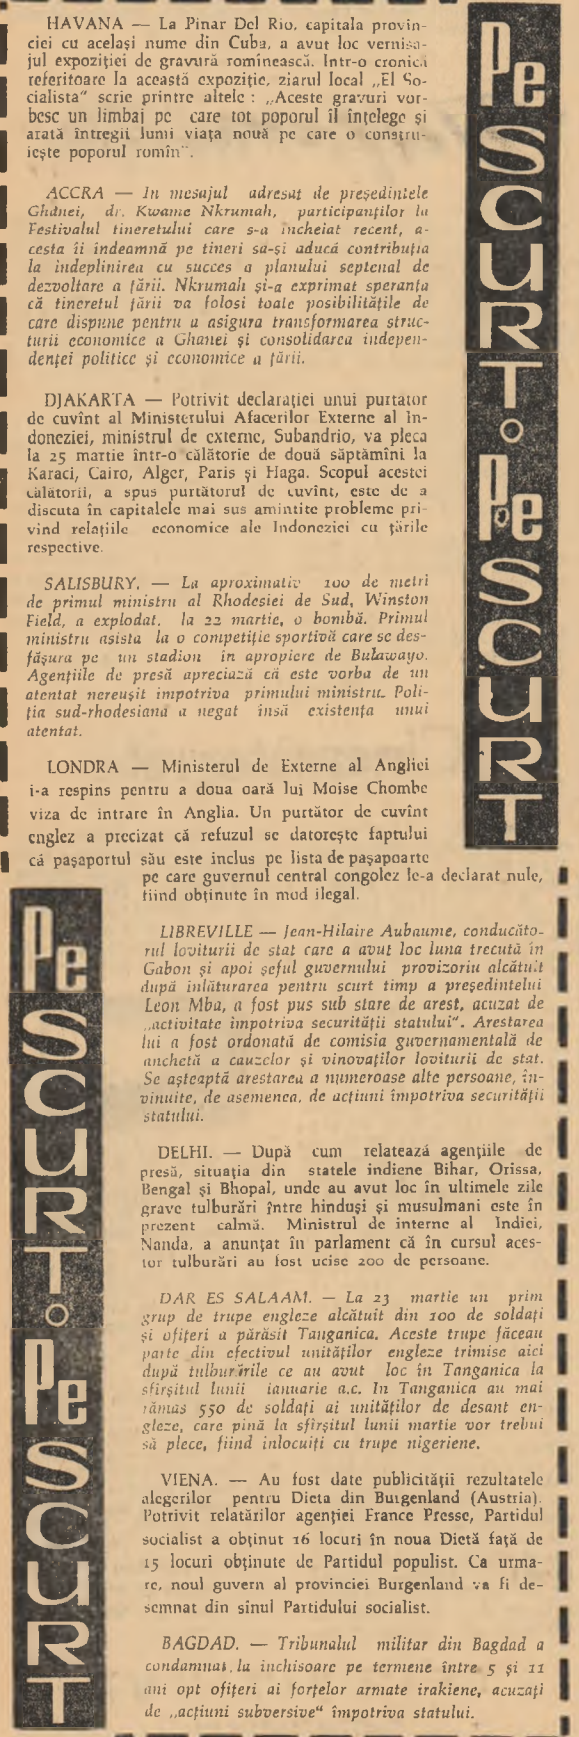 HAVANA — La Pinar Del Rio, capitala provin-
ciei cu același nume din Cuba, a avut loc vernisa-
jul expoziției de gravură romînească. Intr-o cronică
referitoare la această expoziție, ziarul local „El So-
cialista" scrie printre altele : „Aceste gravuri vor-
besc un limbaj pe care tot poporul îl înțelege și
arată întregii lumi viața nouă pe care o constru-
iește poporul romîn".
ACCRA — In mesajul adresat de președintele
Ghanei, dr. Kwame Nkrumah, participanților la
Festivalul tineretului care s-a încheiat recent, a-
cesta îi îndeamnă pe tineri să-și aducă contribuția
la îndeplinirea cu succes a planului septenal de
dezvoltare a țării. Nkrumah și-a exprimat speranța
că tineretul țării va folosi toate posibilitățile de
care dispune pentru a asigura transformarea struc-
turii economice a Ghanei și consolidarea indepen-
denței politice și economice a țării.
DJAKARTA — Potrivit declarației unui purtător
de cuvînt al Ministerului Afacerilor Externe al In-
doneziei, ministrul de externe, Subandrio, va pleca
la 25 martie într-o călătorie de două săptămîni la
Karaci, Cairo, Alger, Paris și Haga. Scopul acestei
călătorii, a spus purtătorul de cuvînt, este de a
discuta în capitalele mai sus amintite probleme pri-
vind relațiile economice ale Indoneziei cu țările
respective.
SALISBURY. — La aproximativ 100 de metri
de primul ministru al Rhodesiei de Sud, Winston
Field, a explodat, la 22 martie, o bombă. Primul
ministru asista la o competiție sportivă care se des-
fășura pe un stadion în apropiere de Bulawayo.
Agențiile de presă apreciază că este vorba de un
atentat nereușit împotriva primului ministru. Poli-
ția sud-rhodesiană a negat însă existența unui
atentat.
LONDRA — Ministerul de Externe al Angliei
i-a respins pentru a doua oară lui Moise Chombe
viza de intrare în Anglia. Un purtător de cuvînt
englez a precizat că refuzul se datorește faptului
că pașaportul său este inclus pe lista de pașapoarte
pe care guvernul central congolez le-a declarat nule,
fiind obținute în mod ilegal.
LIBREVILLE — Jean-Hilaire Aubaume, conducăto-
rul loviturii de stat care a avut loc luna trecută în
Gabon și apoi șeful guvernului provizoriu alcătuit
după înlăturarea pentru scurt timp a președintelui
Leon Mba, a fost pus sub stare de arest, acuzat de
„activitate împotriva securității statului". Arestarea
lui a fost ordonată de comisia guvernamentală de
anchetă a cauzelor și vinovaților loviturii de stat.
Se așteaptă arestarea a numeroase alte persoane, în-
vinuite, de asemenea, de acțiuni împotriva securității
statului.
DELHI. — După cum relatează agențiile de
presă, situația din statele indiene Bihar, Orissa,
Bengal și Bhopal, unde au avut loc în ultimele zile
grave tulburări între hinduși și musulmani este în
prezent calmă. Ministrul de interne al Indiei,
Nanda, a anunțat în parlament că în cursul aces-
tor tulburări au fost ucise 200 de persoane.
DAR ES SALAAM. — La 23 martie un prim
grup de trupe engleze alcătuit din 100 de soldați
și ofițeri a părăsit Tanganica. Aceste trupe făceau
parte din efectivul unităților engleze trimise aici
după tulburările ce au avut loc în Tanganica la
sfîrșitul lunii ianuarie a.c. In Tanganica au mai
rămas 550 de soldați ai unităților de desant en-
gleze, care pînă la sfîrșitul lunii martie vor trebui
să plece, fiind înlocuiți cu trupe nigeriene.
VIENA. — Au fost date publicității rezultatele
alegerilor pentru Dieta din Burgenland (Austria).
Potrivit relatărilor agenției France Presse, Partidul
socialist a obținut 16 locuri în noua Dietă față de
15 locuri obținute de Partidul populist. Ca urma-
re, noul guvern al provinciei Burgenland va fi de-
semnat din sînul Partidului socialist.
BAGDAD. — Tribunalul militar din Bagdad a
condamnat la închisoare pe termene între 5 și 11
ani opt ofițeri ai forțelor armate irakiene, acuzați
de „acțiuni subversive" împotriva statului.
Pe SCURT o Pe SCURT
Pe SCURT o Pe SCURT